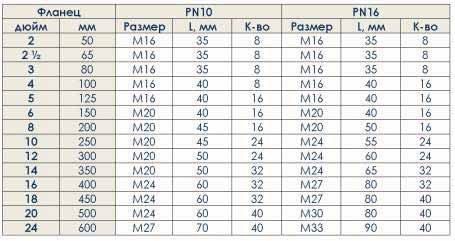 Фланец PN10 PN16
дюйм мм Размер L, мм К-во Размер L, мм К-во
2 50 M16 35 8 M16 35 8
2 ½ 65 M16 35 8 M16 35 8
3 80 M16 35 8 M16 35 8
4 100 M16 40 8 M16 40 16
5 125 M16 40 16 M16 40 16
6 150 M20 40 16 M20 40 16
8 200 M20 45 16 M20 50 16
10 250 M20 45 24 M24 55 24
12 300 M20 50 24 M24 60 24
14 350 M20 50 32 M24 65 32
16 400 M24 60 32 M27 80 32
18 450 M24 60 40 M27 80 40
20 500 M24 60 40 M30 80 40
24 600 M27 70 40 M33 90 40